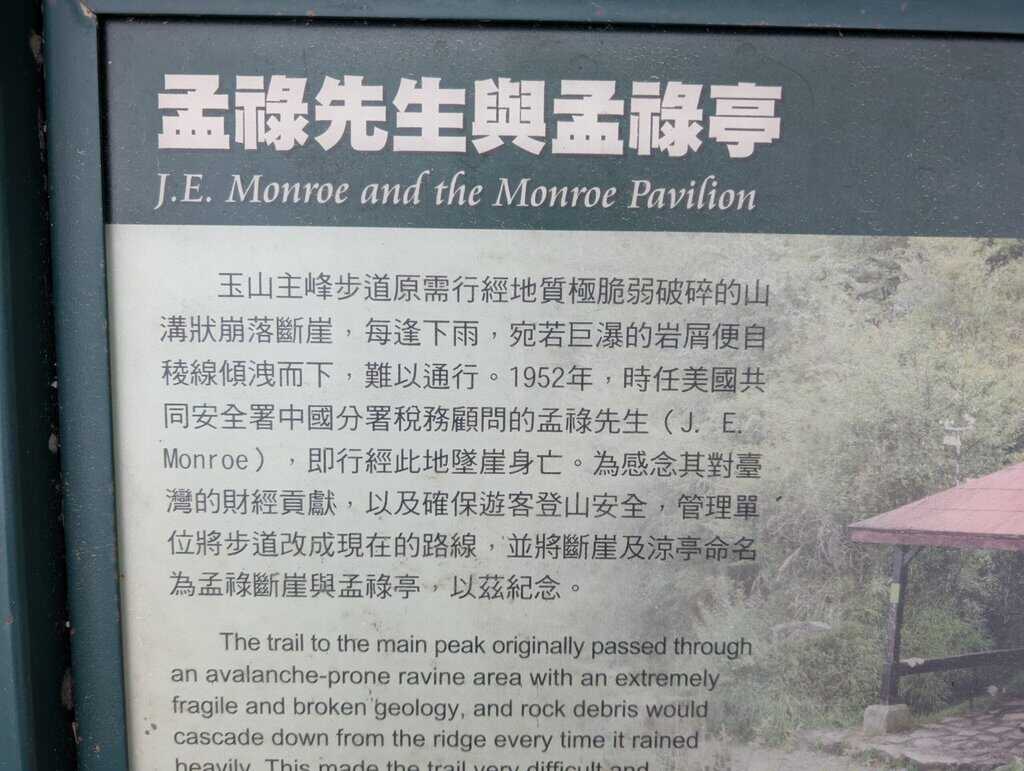 孟祿先生與孟祿亭
J.E. Monroe and the Monroe Pavilion
玉山主峰步道原需行經地質極脆弱破碎的山
溝狀崩落斷崖，每逢下雨，宛若巨瀑的岩屑便自
稜線傾洩而下，難以通行。1952年，時任美國共
同安全署中國分署稅務顧問的孟祿先生（J. E.
Monroe），即行經此地墜崖身亡。為感念其對臺
灣的財經貢獻，以及確保遊客登山安全，管理單
位將步道改成現在的路線，並將斷崖及涼亭命名
為孟祿斷崖與孟祿亭，以茲紀念。
The trail to the main peak originally passed through
an avalanche-prone ravine area with an extremely
fragile and broken geology, and rock debris would
cascade down from the ridge every time it rained
heavily. This made the trail very difficult and